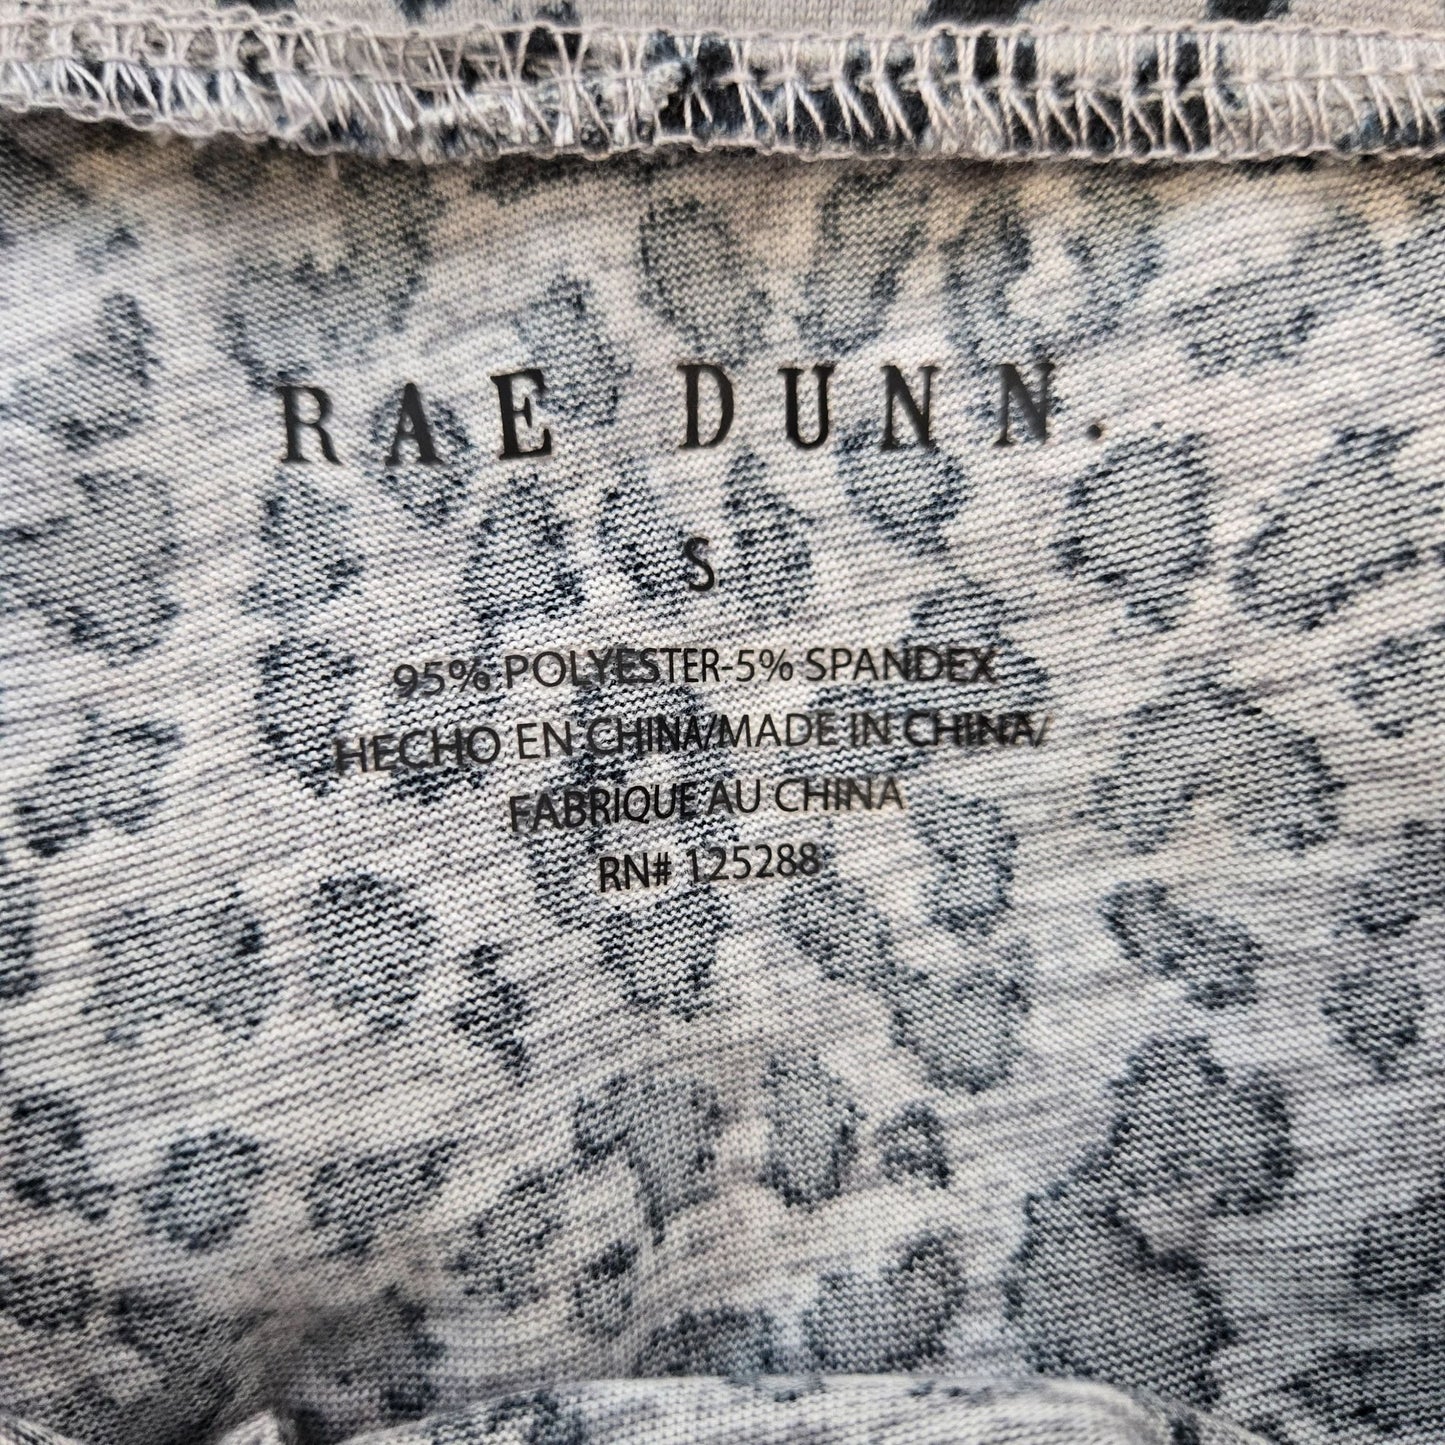 RAE DUNN.
S
95% POLYESTER-5% SPANDEX
HECHO EN CHINA/MADE IN CHINA/
FABRIQUE AU CHINA
RN# 125288